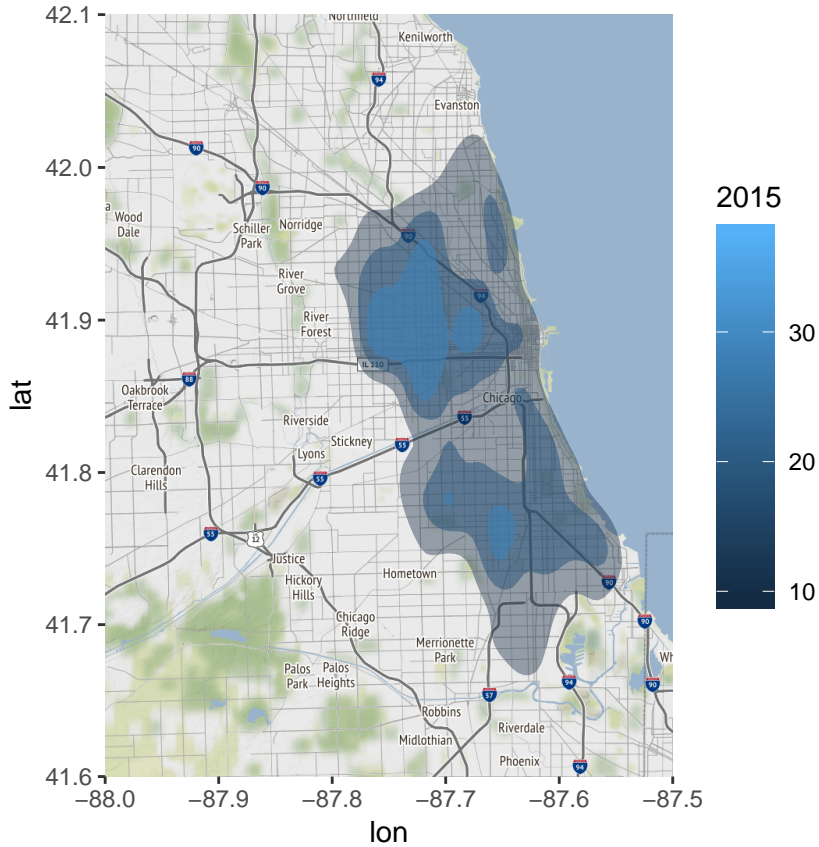 42.1
42.0
41.9
41.8
41.7
41.6
lat
Northfield
Kenilworth
94
Evanston
90
90
a
Wood
Dale
Schiller
Park
Norridge
90
River
Grove
94
River
Forest
IL 110
88
Oakbrook
Terrace
Chicago
Riverside
55
Stickney
55
Lyons
Clarendon
Hills
55
55
12
Justice
Hometown
Hickory
Hills
90
Chicago
Ridge
90
Merrionette
Park
Wh
Palos
Park
Palos
Heights
94
90
57
Robbins
Riverdale
Midlothian
Phoenix
94
−88.0
−87.9
−87.8
−87.7
−87.6
−87.5
lon
2015
30
20
10